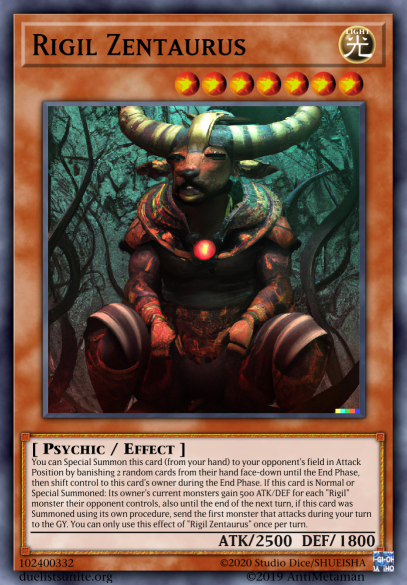 Rigil Zentaurus
LIGHT
光
[ Psychic / Effect ]
You can Special Summon this card (from your hand) to your opponent's field in Attack
Position by banishing 2 random cards from their hand face-down until the End Phase,
then shift control to this card's owner during the End Phase. If this card is Normal or
Special Summoned: Its owner's current monsters gain 500 ATK/DEF for each "Rigil"
monster their opponent controls, also until the end of the next turn, if this card was
Summoned using its own procedure, send the first monster that attacks during your turn
to the GY. You can only use this effect of "Rigil Zentaurus" once per turn.
ATK/2500 DEF/1800
102400332
©2020 Studio Dice/SHUEISHA
duelistsunite.org
©2019 AntiMetaman